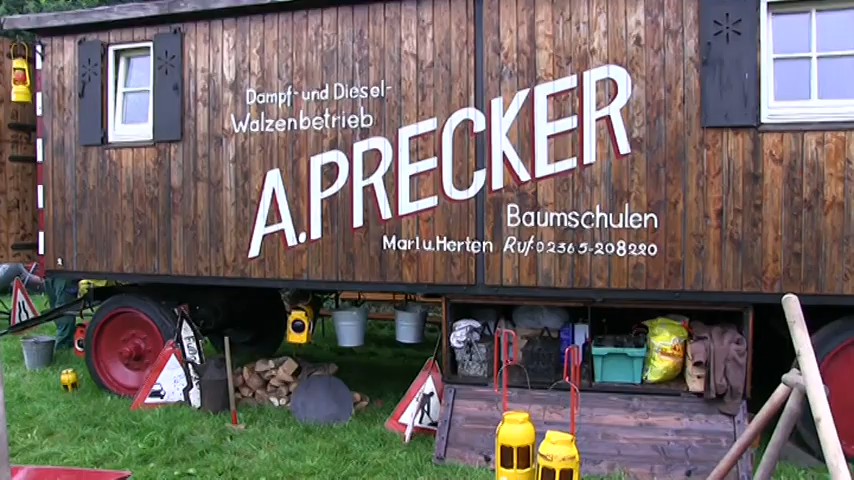 Dampf- und Diesel-
Walzenbetrieb
A. PRECKER
Baumschulen
Marl u. Herten Ruf: 02365-208220